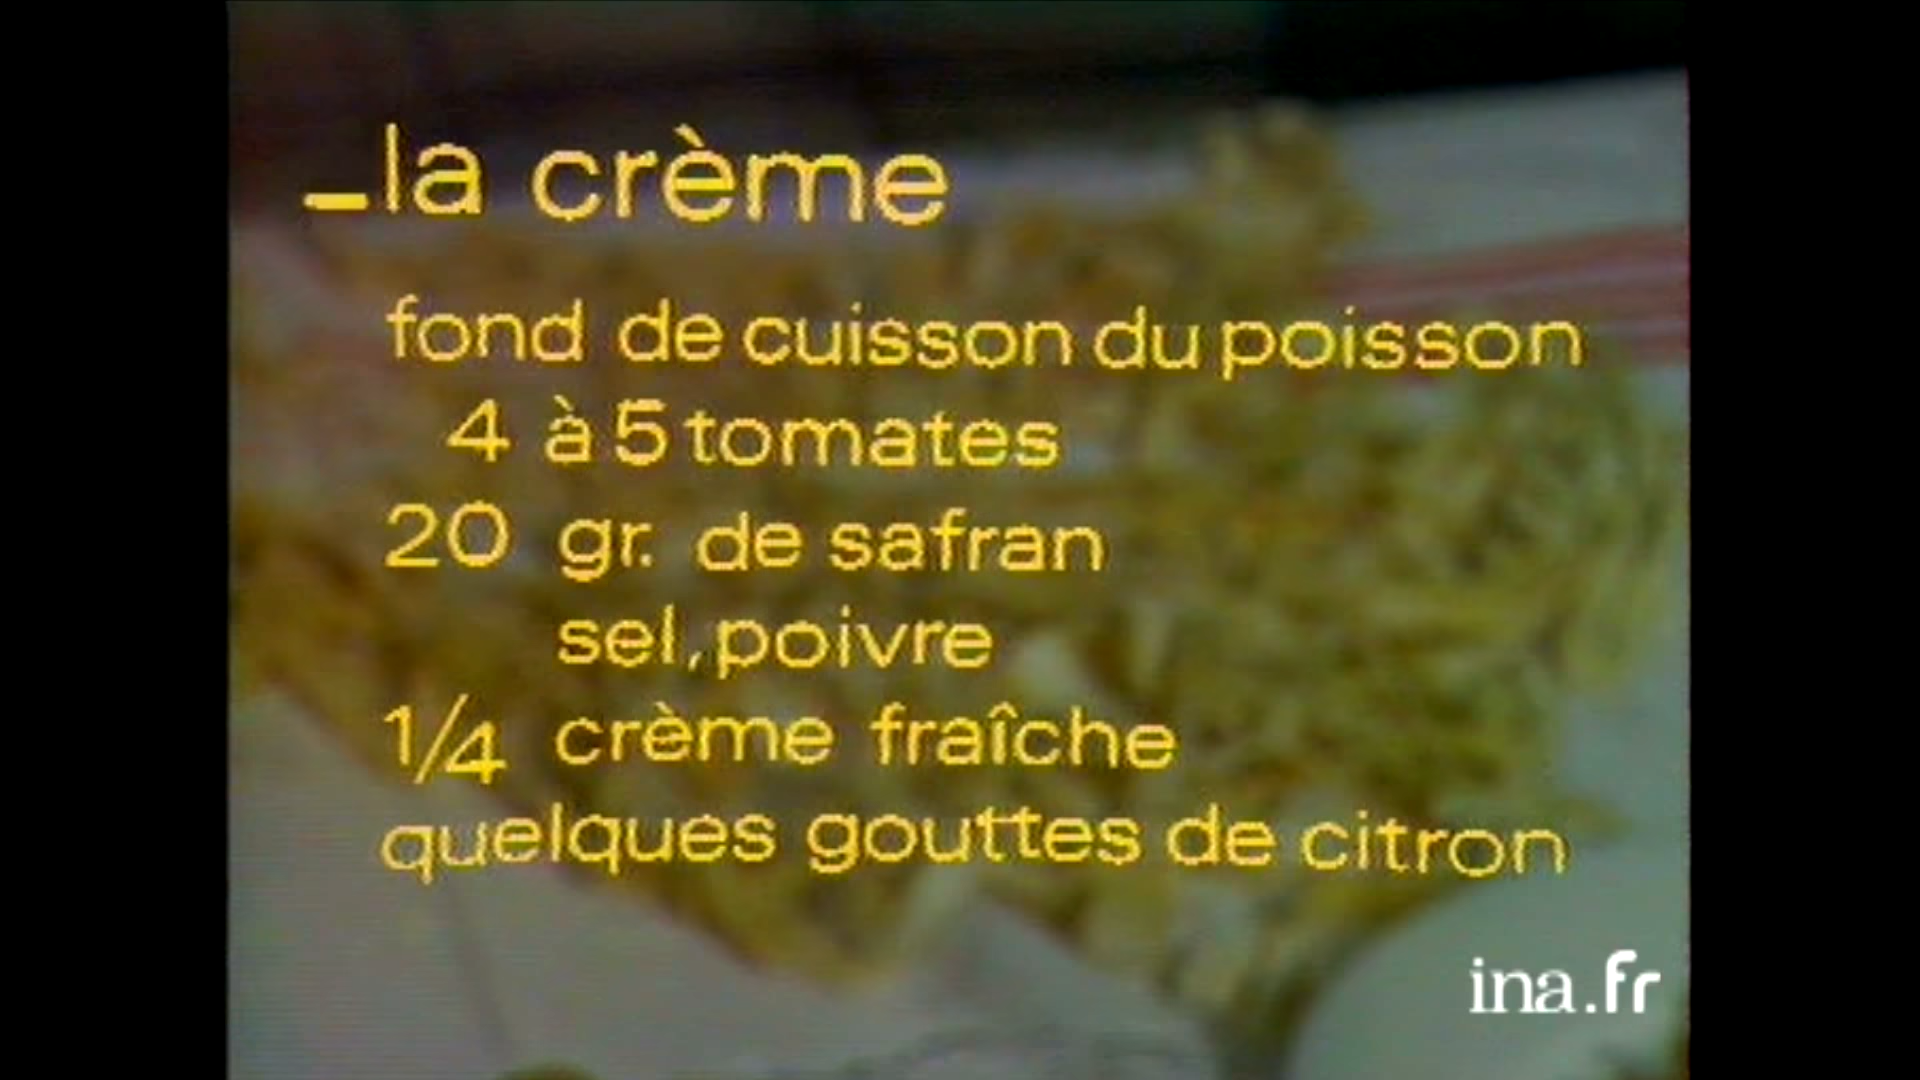 _la crème
fond de cuisson du poisson
4 à 5 tomates
20 gr. de safran
sel, poivre
1/4 crème fraîche
quelques gouttes de citron
ina.fr